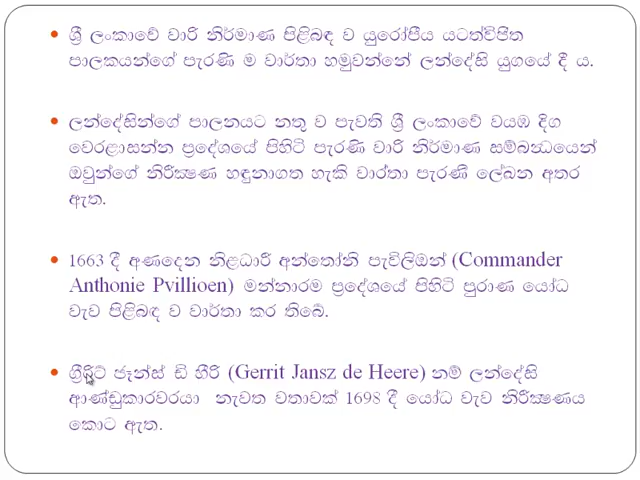 ශ්‍රී ලංකාවේ වාරි නිර්මාණ පිළිබඳ ව යුරෝපීය යටත්විජිත
පාලකයන්ගේ පැරණි ම වාර්තා හමුවන්නේ ලන්දේසි යුගයේ දී ය.
ලන්දේසින්ගේ පාලනයට නතු ව පැවති ශ්‍රී ලංකාවේ වයඹ දිග
වෙරළාසන්න ප්‍රදේශයේ පිහිටි පැරණි වාරි නිර්මාණ සම්බන්ධයෙන්
ඔවුන්ගේ නිරීක්‍ෂණ හඳුනාගත හැකි වාර්තා පැරණි ලේඛන අතර
ඇත.
1663 දී අණදෙන නිළධාරී අන්තෝනි පැවිලිඔන් (Commander
Anthonie Pvillioen) මන්නාරම ප්‍රදේශයේ පිහිටි පුරාණ යෝධ
වැව පිළිබඳ ව වාර්තා කර තිබේ.
ග්‍රීරිට් ජෑන්ස් ඩි හීරි (Gerrit Jansz de Heere) නම් ලන්දේසි
ආණ්ඩුකාරවරයා නැවත වතාවක් 1698 දී යෝධ වැව නිරීක්‍ෂණය
කොට ඇත.